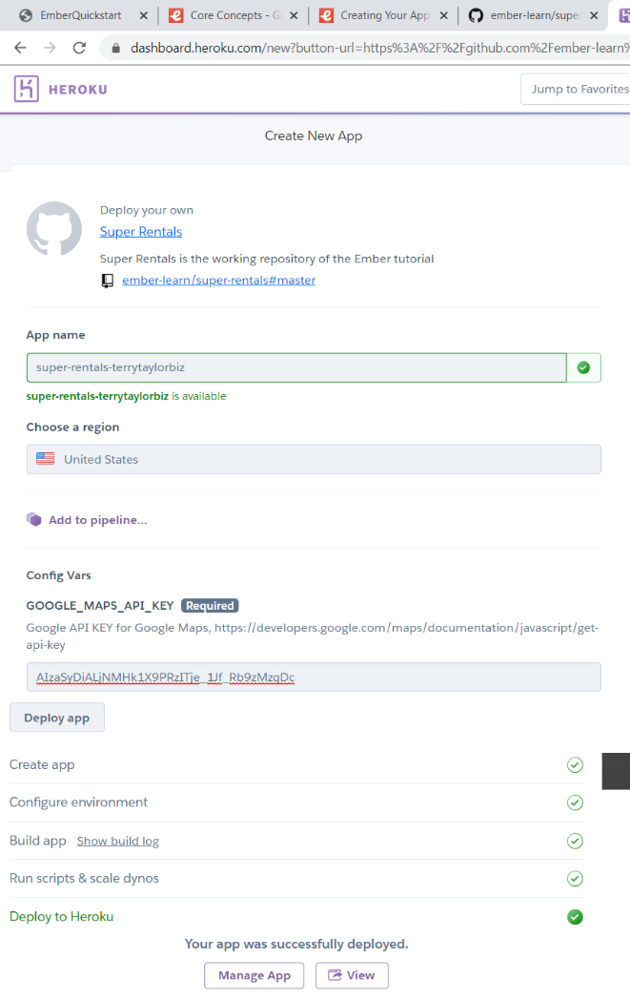 EmberQuickstart
Core Concepts - G
Creating Your App
ember-learn/super
dashboard.heroku.com/new?button-url=https%3A%2F%2Fgithub.com%2Fember-learn%
HEROKU
Jump to Favorites
Create New App
Deploy your own
Super Rentals
Super Rentals is the working repository of the Ember tutorial
ember-learn/super-rentals#master
App name
super-rentals-terrytaylorbiz
super-rentals-terrytaylorbiz is available
Choose a region
United States
Add to pipeline...
Config Vars
GOOGLE_MAPS_API_KEY Required
Google API KEY for Google Maps, https://developers.google.com/maps/documentation/javascript/get-
api-key
AIzaSyDiALjNMHk1X9PRzITje_1Jf_Rb9zMzqDc
Deploy app
Create app
Configure environment
Build app Show build log
Run scripts & scale dynos
Deploy to Heroku
Your app was successfully deployed.
Manage App
View